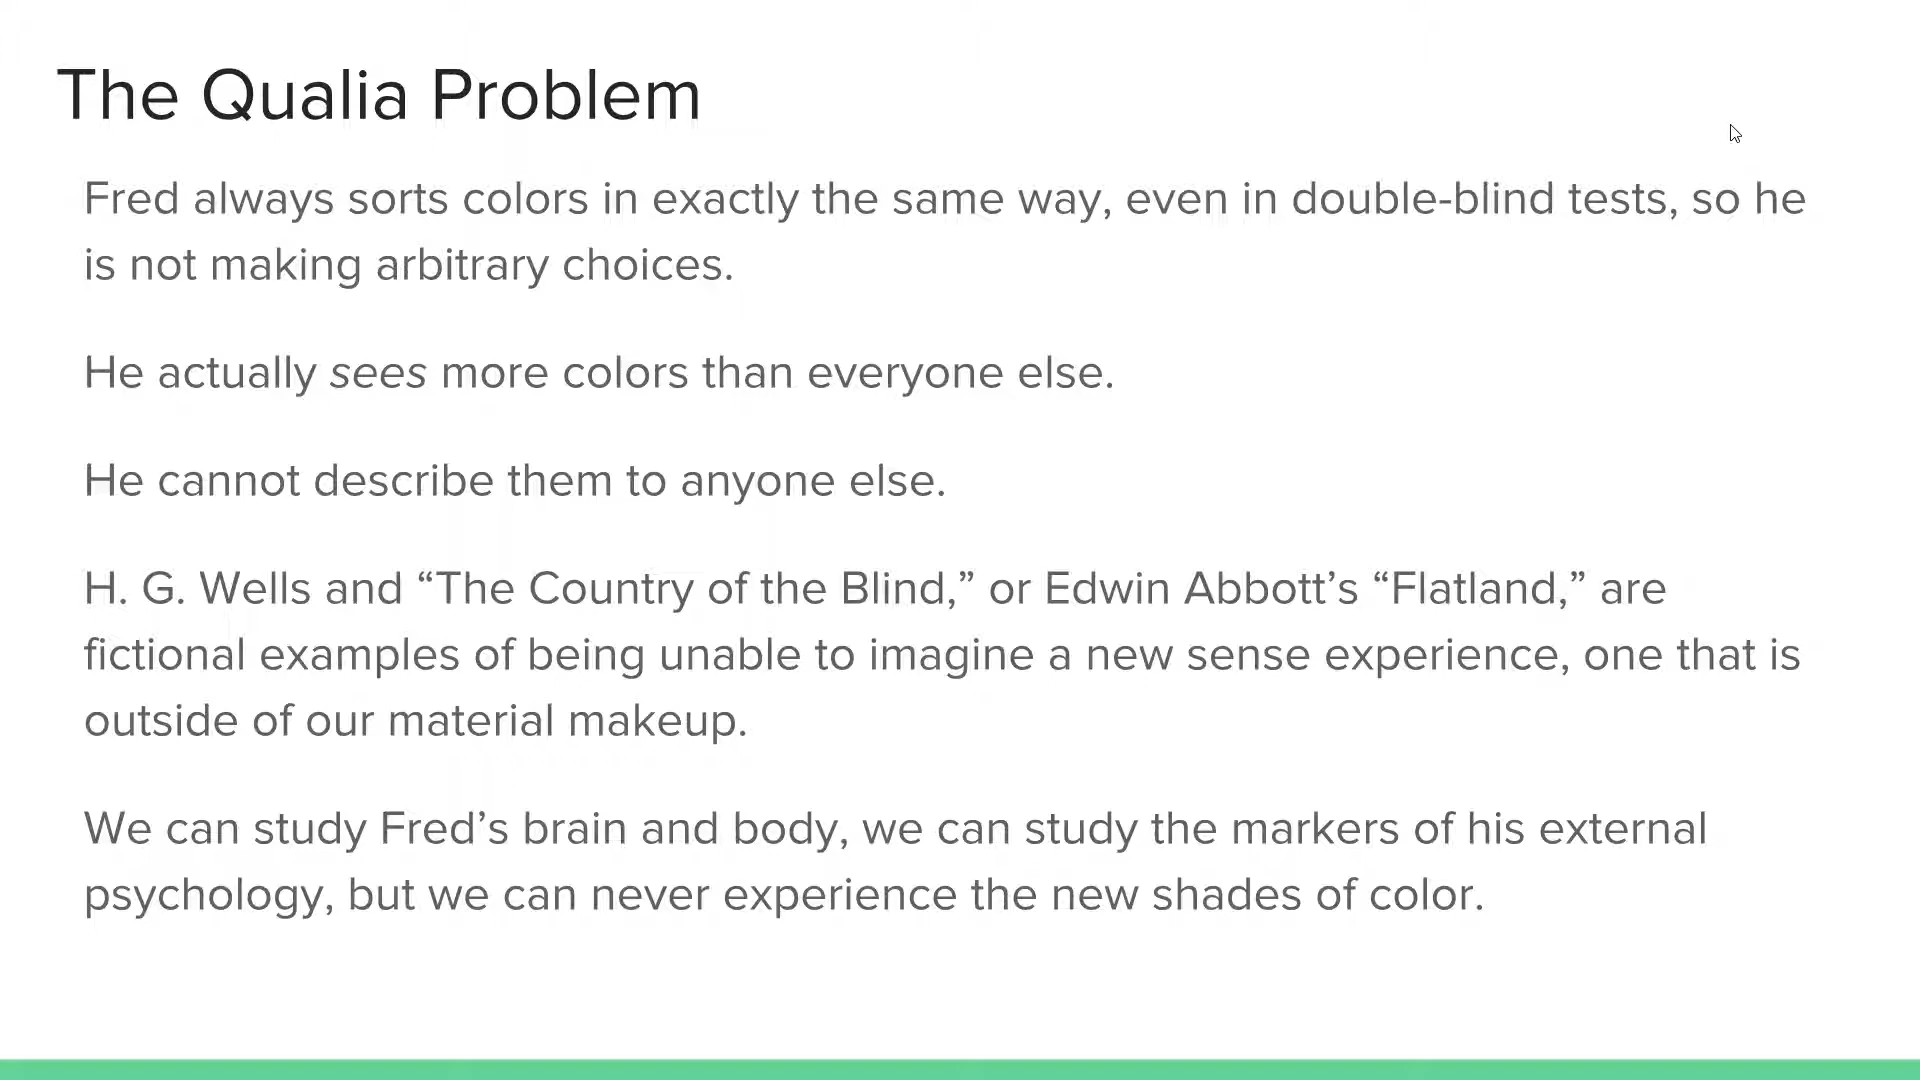 The Qualia Problem
Fred always sorts colors in exactly the same way, even in double-blind tests, so he
is not making arbitrary choices.
He actually sees more colors than everyone else.
He cannot describe them to anyone else.
H. G. Wells and “The Country of the Blind,” or Edwin Abbott’s “Flatland,” are
fictional examples of being unable to imagine a new sense experience, one that is
outside of our material makeup.
We can study Fred’s brain and body, we can study the markers of his external
psychology, but we can never experience the new shades of color.